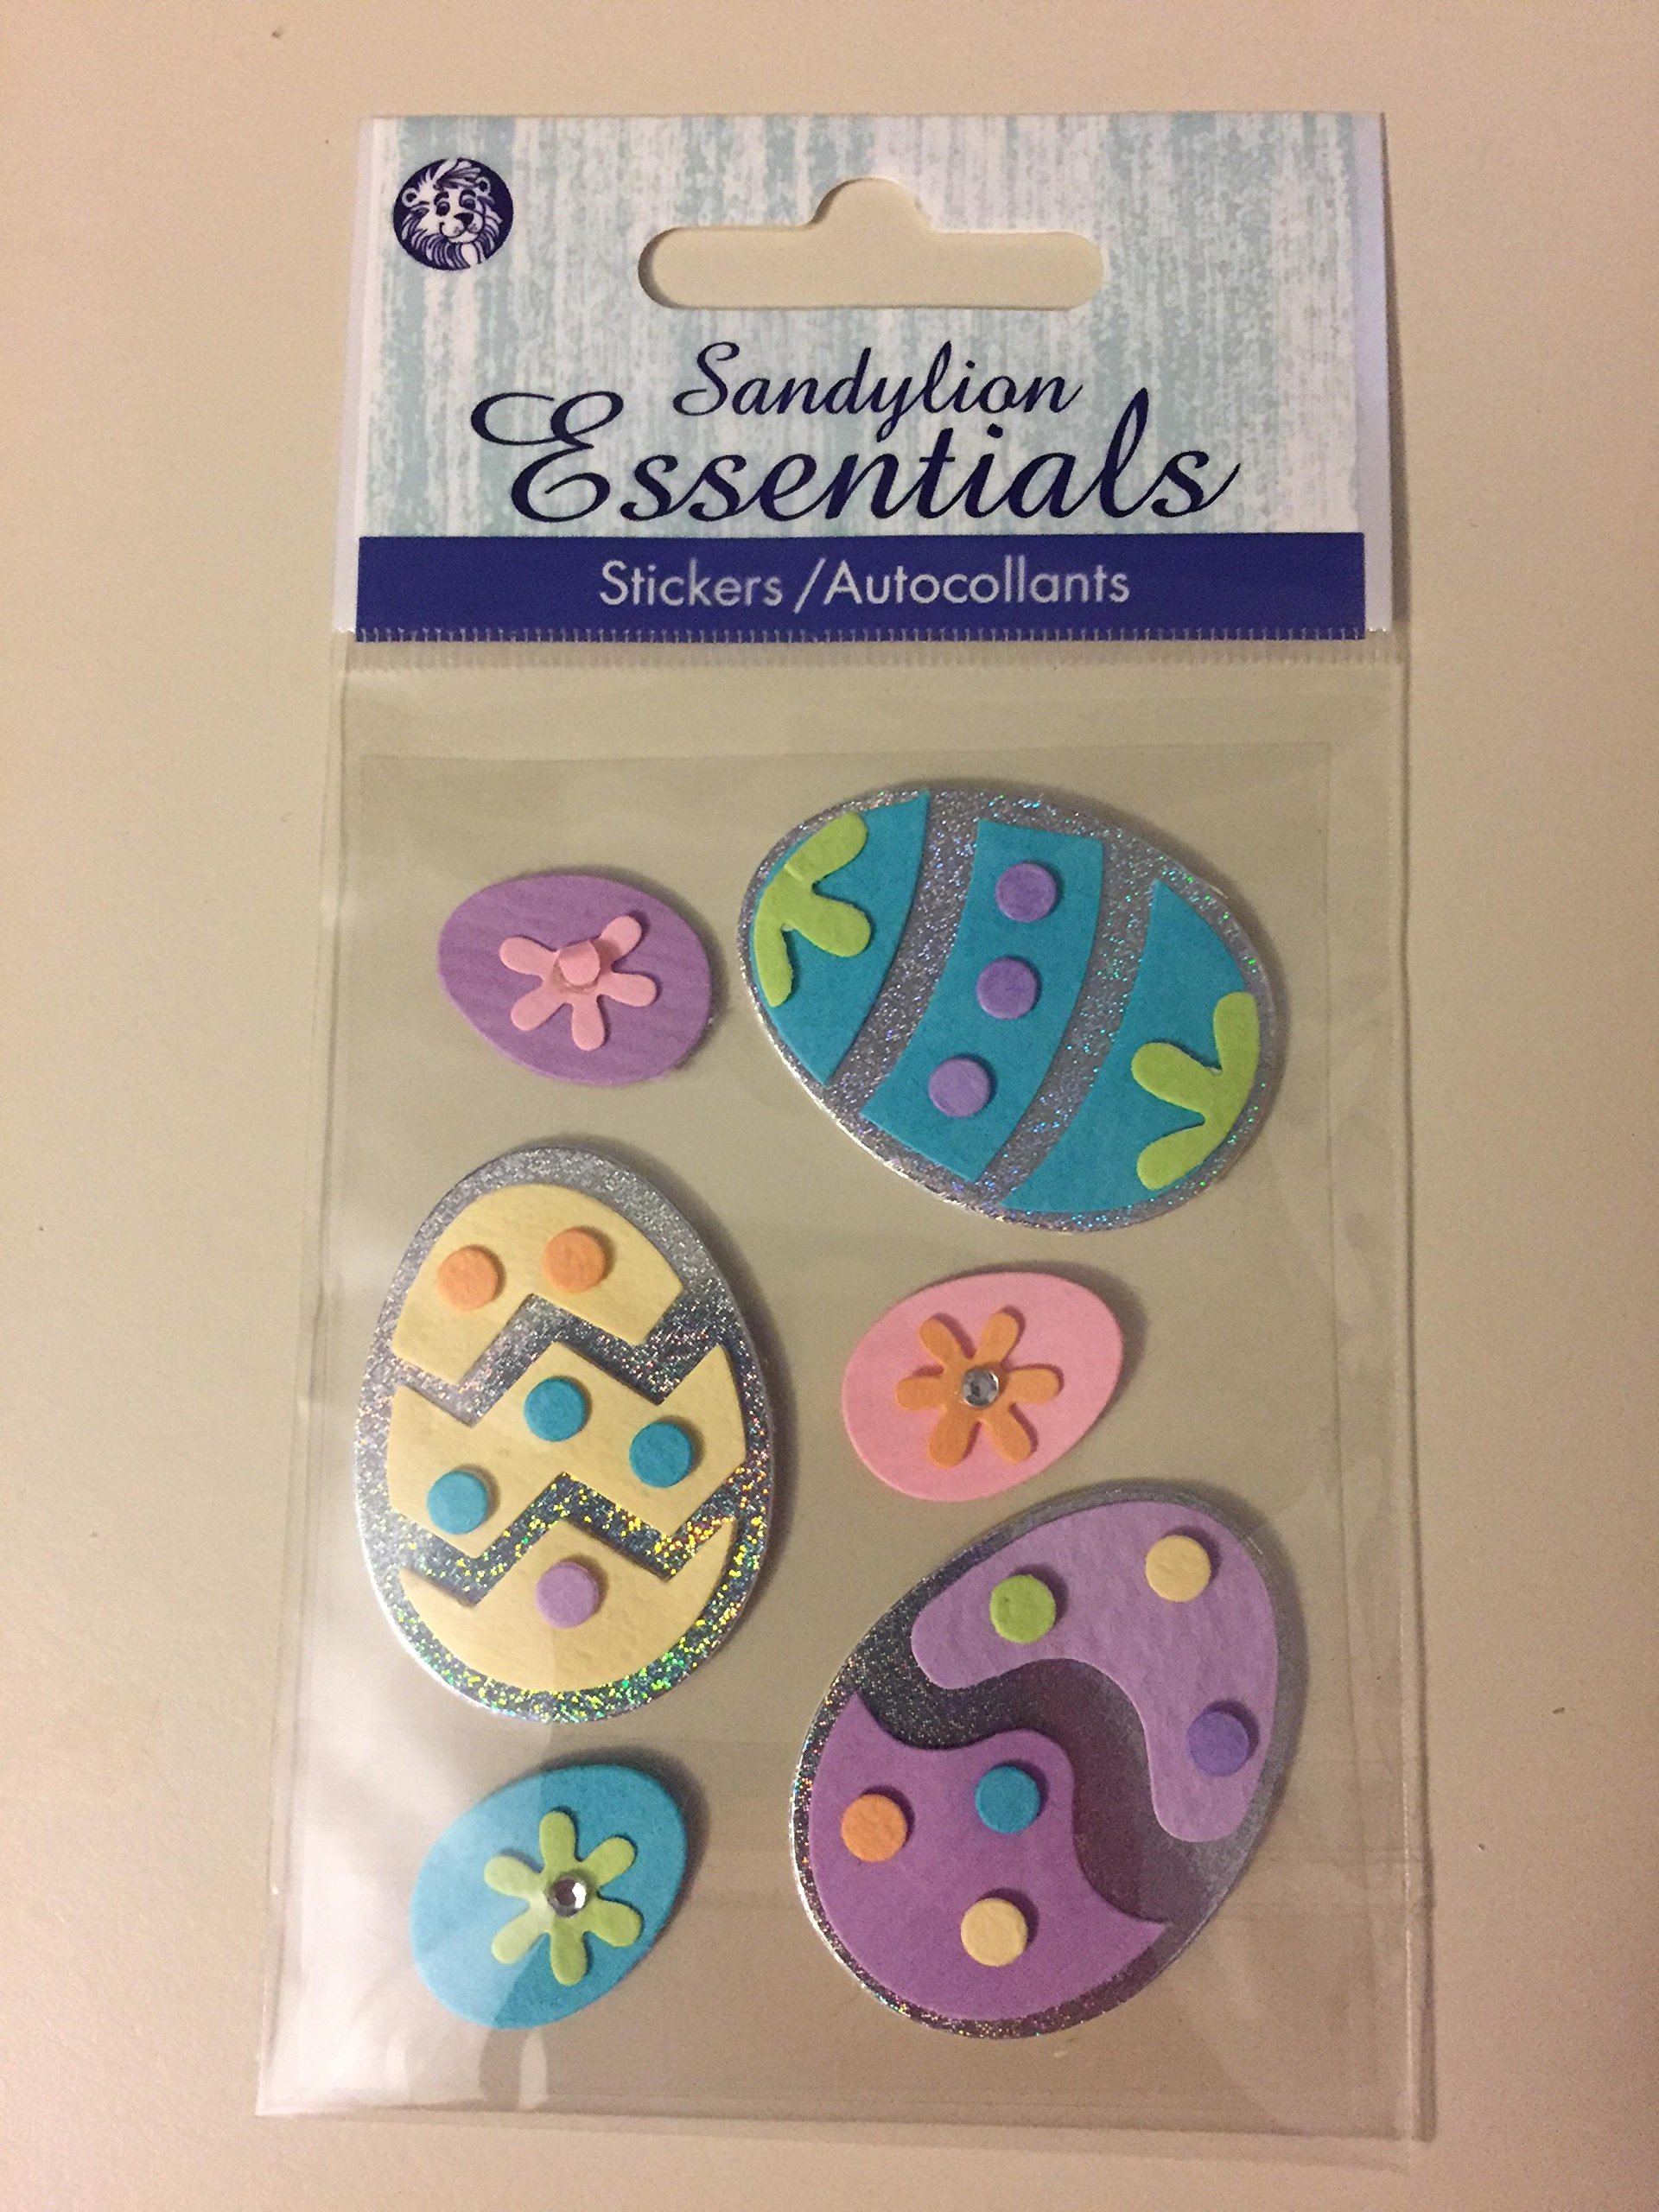 Sandylion
Essentials
Stickers /Autocollants